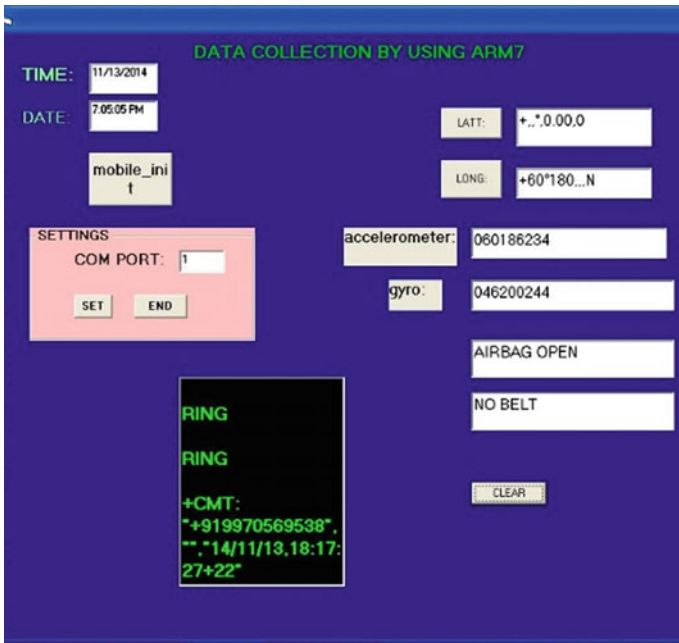 DATA COLLECTION BY USING ARM7
TIME: 11/13/2014
DATE: 7:05:05 PM
mobile_ini
t
LATT: +,,*,0.00,0
LONG: +60°180,,,N
SETTINGS
COM PORT: 1
SET END
accelerometer: 060186234
gyro: 046200244
AIRBAG OPEN
NO BELT
CLEAR
RING
RING
+CMT:
"+919970569538",
"","14/11/13,18:17:
27+22"